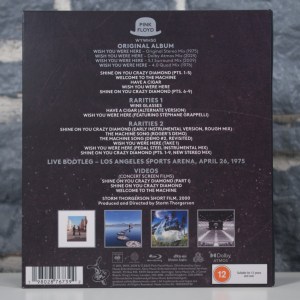 PINK
FLOYD
WYWH50
ORIGINAL ALBUM
WISH YOU WERE HERE – Original Stereo Mix (1975)
WISH YOU WERE HERE – Dolby Atmos Mix (2025)
WISH YOU WERE HERE – 5.1 Surround Mix (2009)
WISH YOU WERE HERE – 4.0 Quad Mix (1976)
SHINE ON YOU CRAZY DIAMOND (PTS. 1-5)
WELCOME TO THE MACHINE
HAVE A CIGAR
WISH YOU WERE HERE
SHINE ON YOU CRAZY DIAMOND (PTS. 6-9)
RARITIES 1
WINE GLASSES
HAVE A CIGAR (ALTERNATE VERSION)
WISH YOU WERE HERE (FEATURING STÉPHANE GRAPPELLI)
RARITIES 2
SHINE ON YOU CRAZY DIAMOND (EARLY INSTRUMENTAL VERSION, ROUGH MIX)
THE MACHINE SONG (ROGER'S DEMO)
THE MACHINE SONG (DEMO #2, REVISITED)
WISH YOU WERE HERE (TAKE 1)
WISH YOU WERE HERE (PEDAL STEEL INSTRUMENTAL MIX)
SHINE ON YOU CRAZY DIAMOND (PTS. 1-9, NEW STEREO MIX)
LIVE BOOTLEG – LOS ANGELES SPORTS ARENA, APRIL 26, 1975
VIDEOS
(CONCERT SCREEN FILMS)
SHINE ON YOU CRAZY DIAMOND (PART 1)
SHINE ON YOU CRAZY DIAMOND
WELCOME TO THE MACHINE
STORM THORGERSON SHORT FILM, 2000
Produced and Directed by Storm Thorgerson
Dolby
ATMOS
12